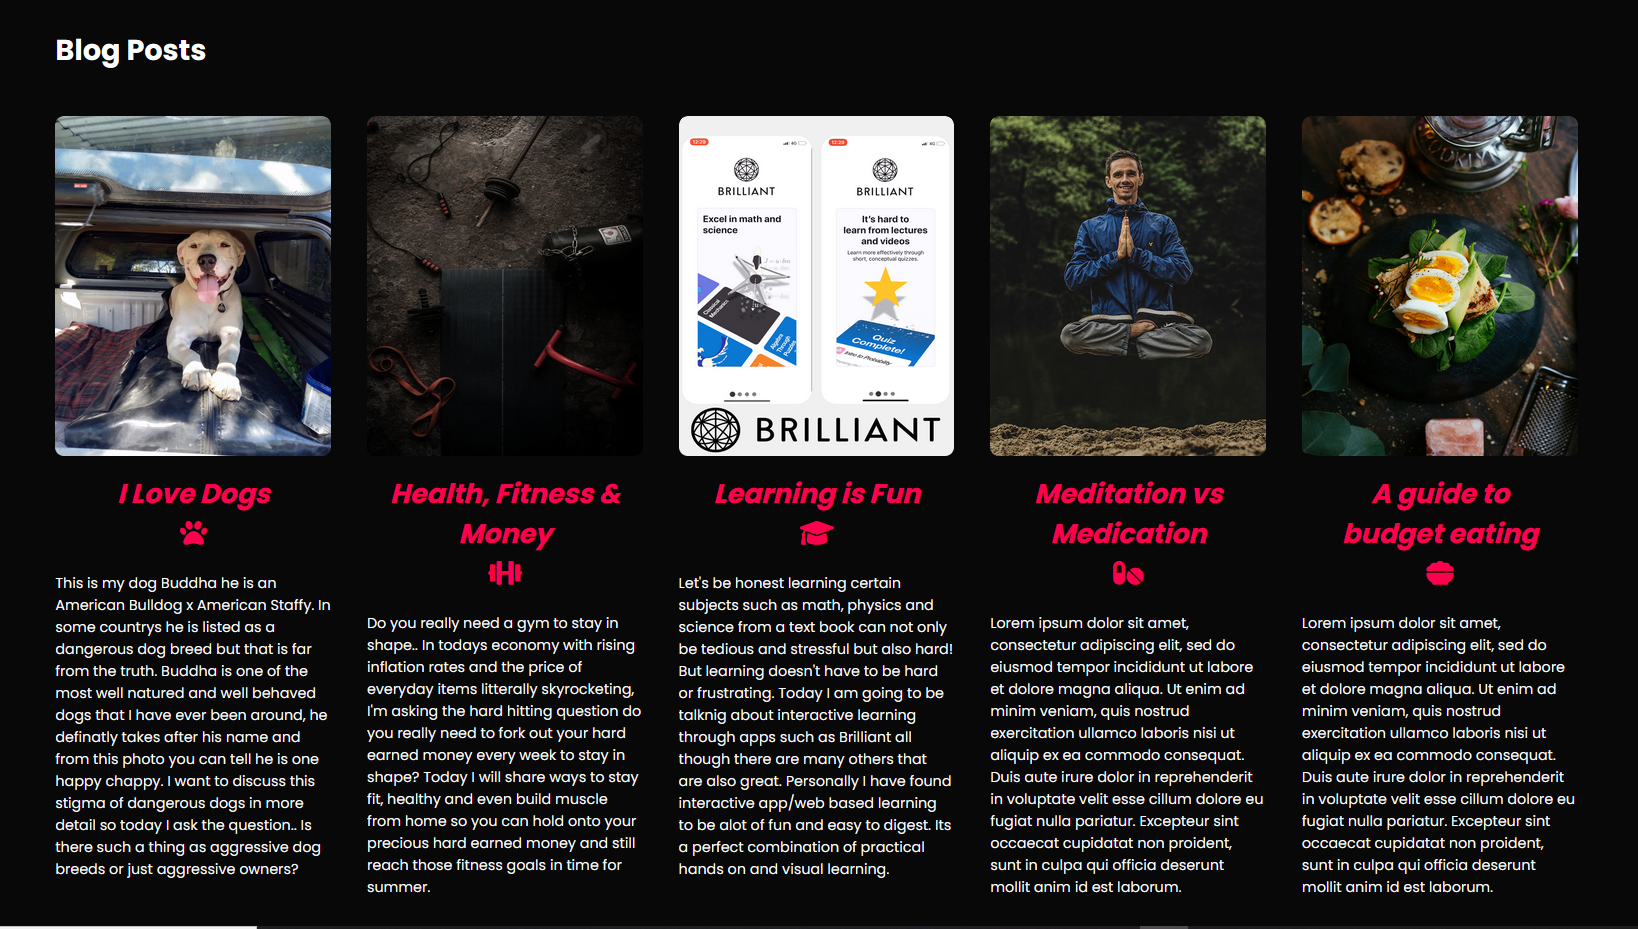 Blog Posts
12:29
4G
BRILLIANT
Excel in math and
science
Classical
Mechanics
Algebra
Through
Puzzles
12:29
4G
BRILLIANT
It's hard to
learn from lectures
and videos
Learn more effectively through
short, conceptual quizzes.
Quiz
Complete!
Intro to Probability
BRILLIANT
I Love Dogs
This is my dog Buddha he is an
American Bulldog x American Staffy. In
some countrys he is listed as a
dangerous dog breed but that is far
from the truth. Buddha is one of the
most well natured and well behaved
dogs that I have ever been around, he
definatly takes after his name and
from this photo you can tell he is one
happy chappy. I want to discuss this
stigma of dangerous dogs in more
detail so today I ask the question.. Is
there such a thing as aggressive dog
breeds or just aggressive owners?
Health, Fitness &
Money
Do you really need a gym to stay in
shape.. In todays economy with rising
inflation rates and the price of
everyday items litterally skyrocketing,
I'm asking the hard hitting question do
you really need to fork out your hard
earned money every week to stay in
shape? Today I will share ways to stay
fit, healthy and even build muscle
from home so you can hold onto your
precious hard earned money and still
reach those fitness goals in time for
summer.
Learning is Fun
Let's be honest learning certain
subjects such as math, physics and
science from a text book can not only
be tedious and stressful but also hard!
But learning doesn't have to be hard
or frustrating. Today I am going to be
talknig about interactive learning
through apps such as Brilliant all
though there are many others that
are also great. Personally I have found
interactive app/web based learning
to be alot of fun and easy to digest. Its
a perfect combination of practical
hands on and visual learning.
Meditation vs
Medication
Lorem ipsum dolor sit amet,
consectetur adipiscing elit, sed do
eiusmod tempor incididunt ut labore
et dolore magna aliqua. Ut enim ad
minim veniam, quis nostrud
exercitation ullamco laboris nisi ut
aliquip ex ea commodo consequat.
Duis aute irure dolor in reprehenderit
in voluptate velit esse cillum dolore eu
fugiat nulla pariatur. Excepteur sint
occaecat cupidatat non proident,
sunt in culpa qui officia deserunt
mollit anim id est laborum.
A guide to
budget eating
Lorem ipsum dolor sit amet,
consectetur adipiscing elit, sed do
eiusmod tempor incididunt ut labore
et dolore magna aliqua. Ut enim ad
minim veniam, quis nostrud
exercitation ullamco laboris nisi ut
aliquip ex ea commodo consequat.
Duis aute irure dolor in reprehenderit
in voluptate velit esse cillum dolore eu
fugiat nulla pariatur. Excepteur sint
occaecat cupidatat non proident,
sunt in culpa qui officia deserunt
mollit anim id est laborum.